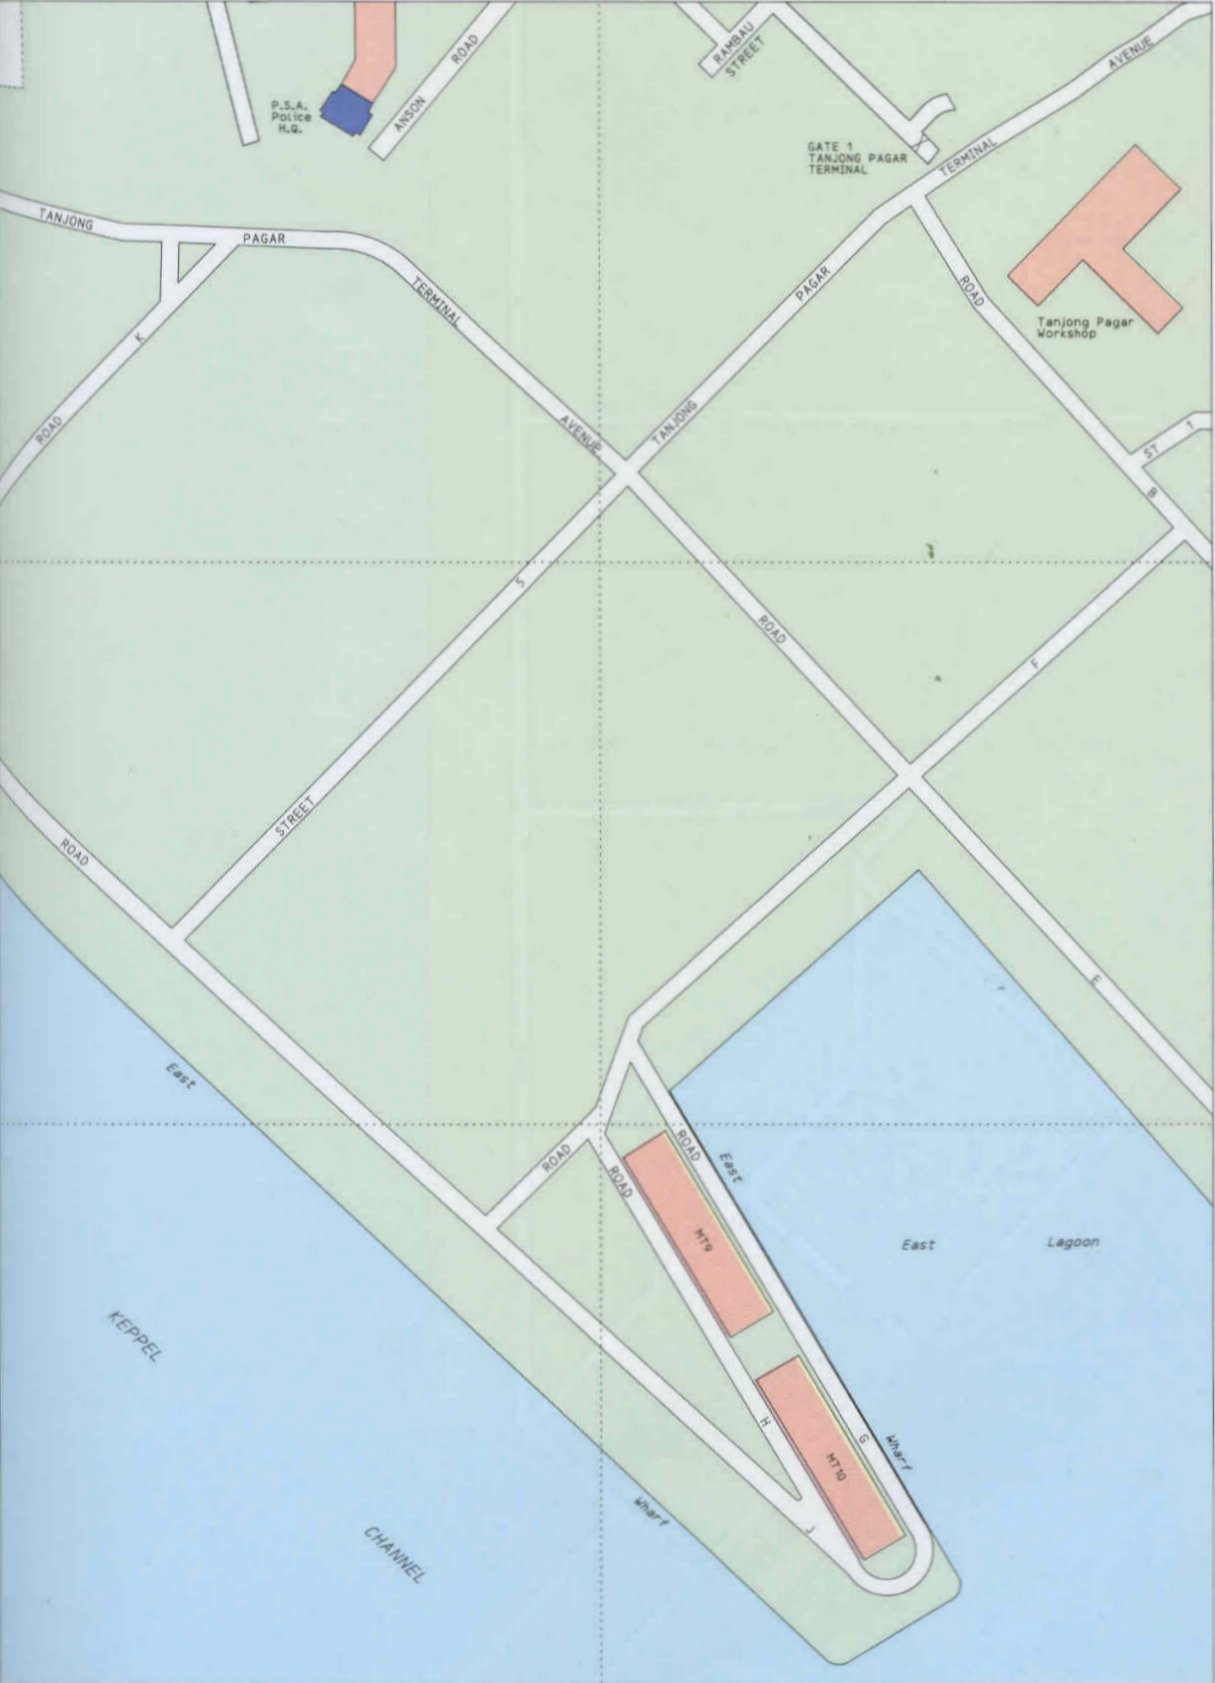 RAMBAU
STREET
ROAD
ANSON
AVENUE
P.S.A.
Police
H.Q.
GATE 1
TANJONG PAGAR
TERMINAL
TERMINAL
TANJONG
PAGAR
TERMINAL
AVENUE
PAGAR
TANJONG
ROAD
Tanjong Pagar
Workshop
K
ROAD
ST 1
B
S
ROAD
F
STREET
ROAD
E
East
ROAD
ROAD
ROAD
East
MT9
East Lagoon
KEPPEL
H
G
Wharf
MT10
Wharf
J
CHANNEL